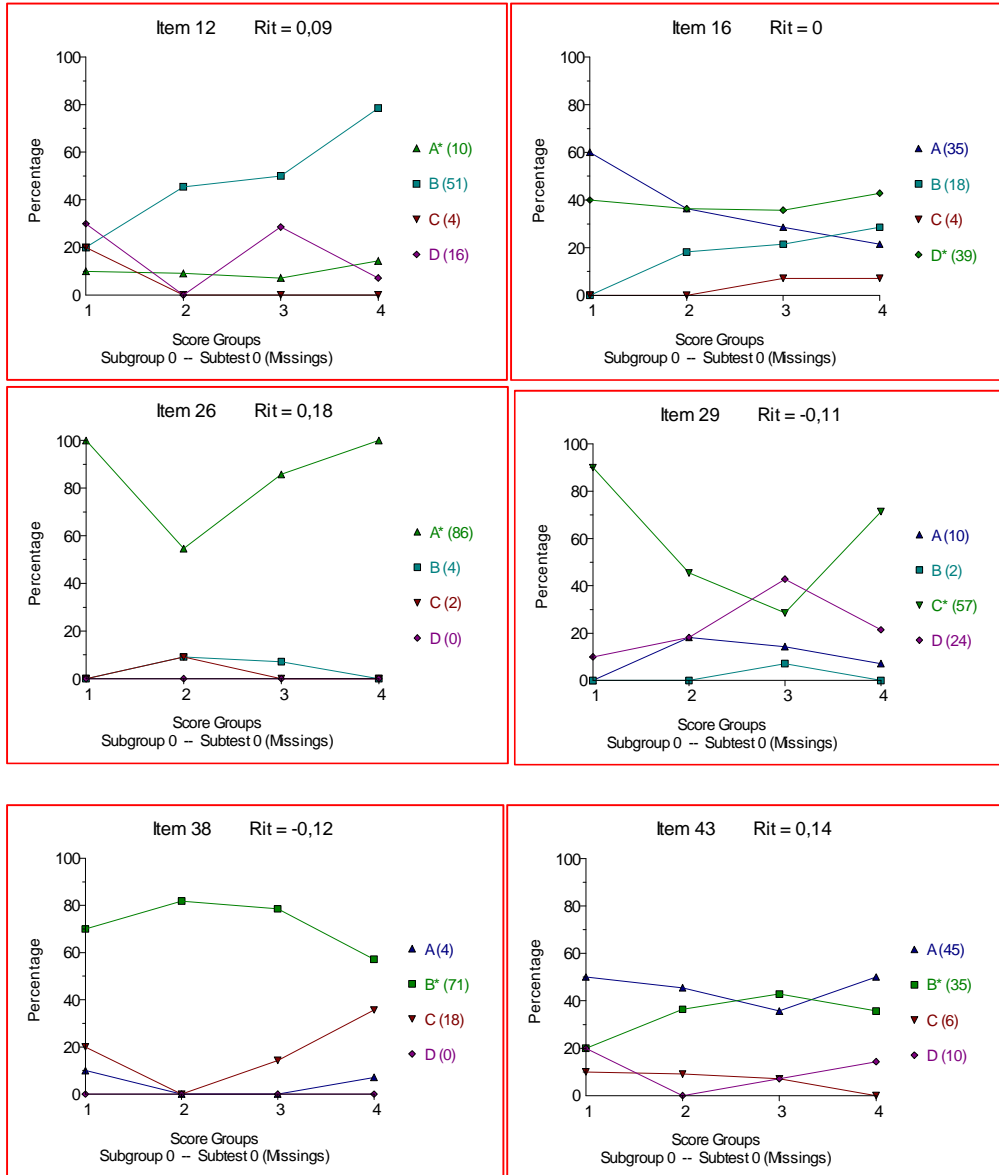 Item 12 Rit = 0,09
100
80
60
40
20
0
Percentage
1 2 3 4
Score Groups
Subgroup 0 -- Subtest 0 (Missings)
A* (10)
B (51)
C (4)
D (16)
Item 16 Rit = 0
100
80
60
40
20
0
Percentage
1 2 3 4
Score Groups
Subgroup 0 -- Subtest 0 (Missings)
A (35)
B (18)
C (4)
D* (39)
Item 26 Rit = 0,18
100
80
60
40
20
0
Percentage
1 2 3 4
Score Groups
Subgroup 0 -- Subtest 0 (Missings)
A* (86)
B (4)
C (2)
D (0)
Item 29 Rit = -0,11
100
80
60
40
20
0
Percentage
1 2 3 4
Score Groups
Subgroup 0 -- Subtest 0 (Missings)
A (10)
B (2)
C* (57)
D (24)
Item 38 Rit = -0,12
100
80
60
40
20
0
Percentage
1 2 3 4
Score Groups
Subgroup 0 -- Subtest 0 (Missings)
A (4)
B* (71)
C (18)
D (0)
Item 43 Rit = 0,14
100
80
60
40
20
0
Percentage
1 2 3 4
Score Groups
Subgroup 0 -- Subtest 0 (Missings)
A (45)
B* (35)
C (6)
D (10)